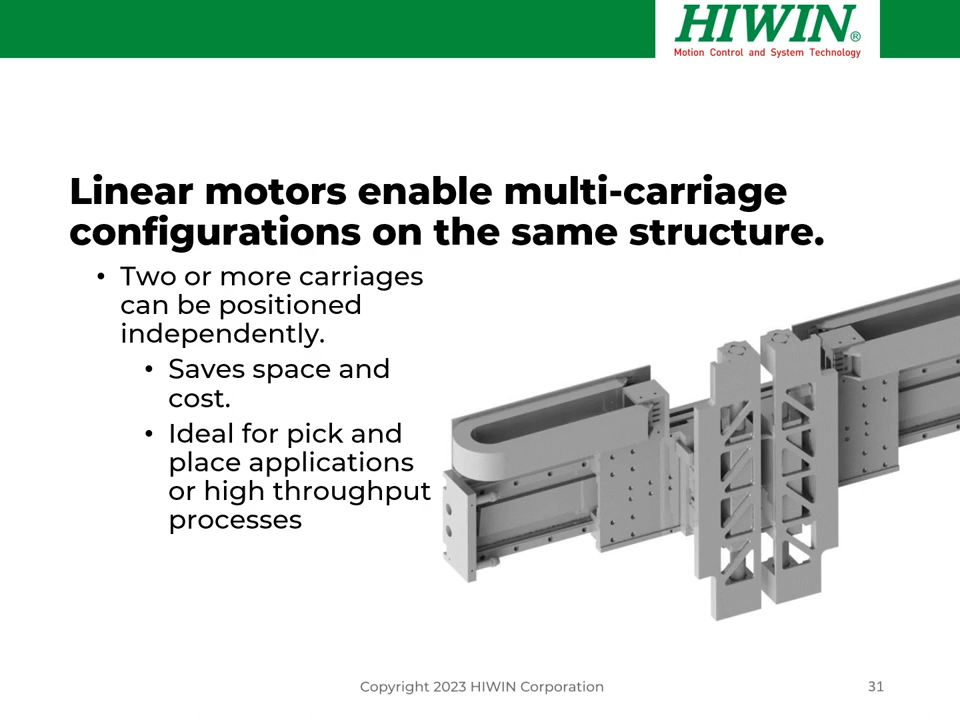 HIWIN®
Motion Control and System Technology
Linear motors enable multi-carriage
configurations on the same structure.
• Two or more carriages
can be positioned
independently.
• Saves space and
cost.
• Ideal for pick and
place applications
or high throughput
processes
Copyright 2023 HIWIN Corporation
31